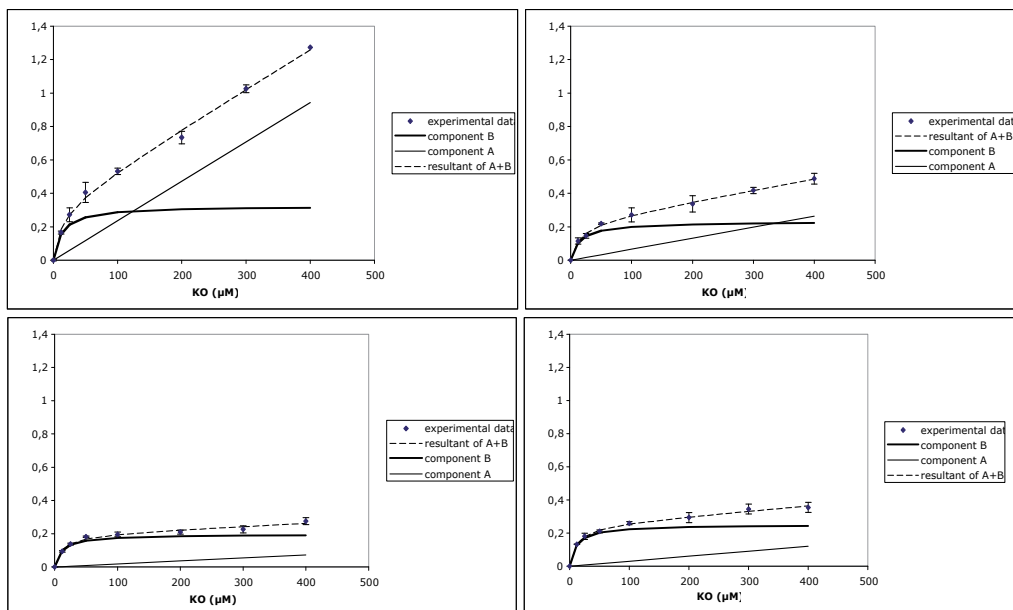 1,4
1,2
1
0,8
0,6
0,4
0,2
0
0 100 200 300 400 500
KO (µM)
experimental data
component B
component A
resultant of A+B
1,4
1,2
1
0,8
0,6
0,4
0,2
0
0 100 200 300 400 500
KO (µM)
experimental data
resultant of A+B
component B
component A
1,4
1,2
1
0,8
0,6
0,4
0,2
0
0 100 200 300 400 500
KO (µM)
experimental data
resultant of A+B
component B
component A
1,4
1,2
1
0,8
0,6
0,4
0,2
0
0 100 200 300 400 500
KO (µM)
experimental data
component B
component A
resultant of A+B